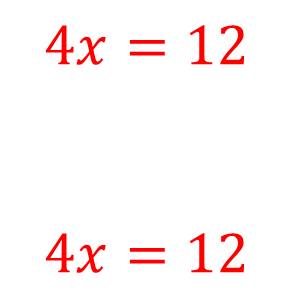 4x = 12
4x = 12